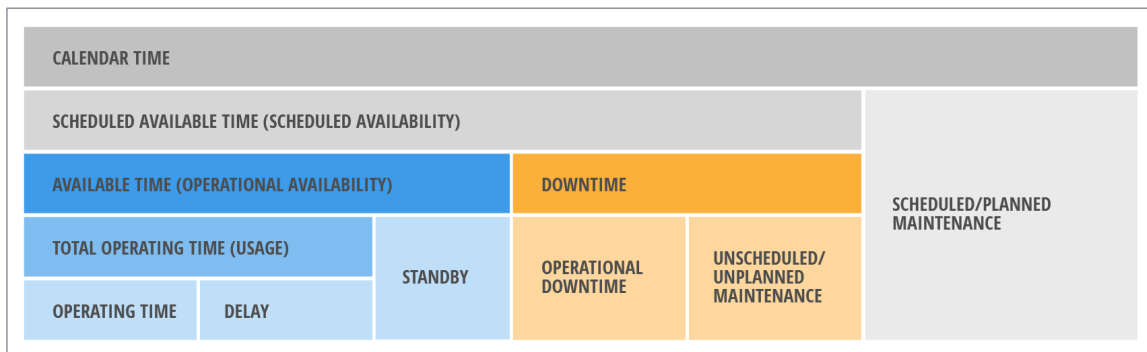 CALENDAR TIME
SCHEDULED AVAILABLE TIME (SCHEDULED AVAILABILITY)
AVAILABLE TIME (OPERATIONAL AVAILABILITY)
DOWNTIME
SCHEDULED/PLANNED
MAINTENANCE
TOTAL OPERATING TIME (USAGE)
STANDBY
OPERATIONAL
DOWNTIME
UNSCHEDULED/
UNPLANNED
MAINTENANCE
OPERATING TIME
DELAY